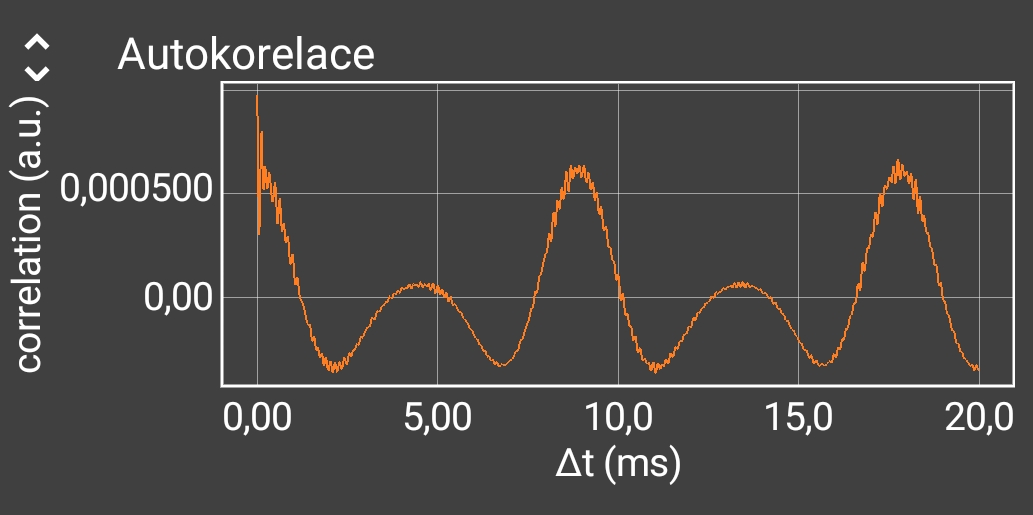 Autokorelace
correlation (a.u.)
0,000500
0,00
0,00 5,00 10,0 15,0 20,0
Δt (ms)